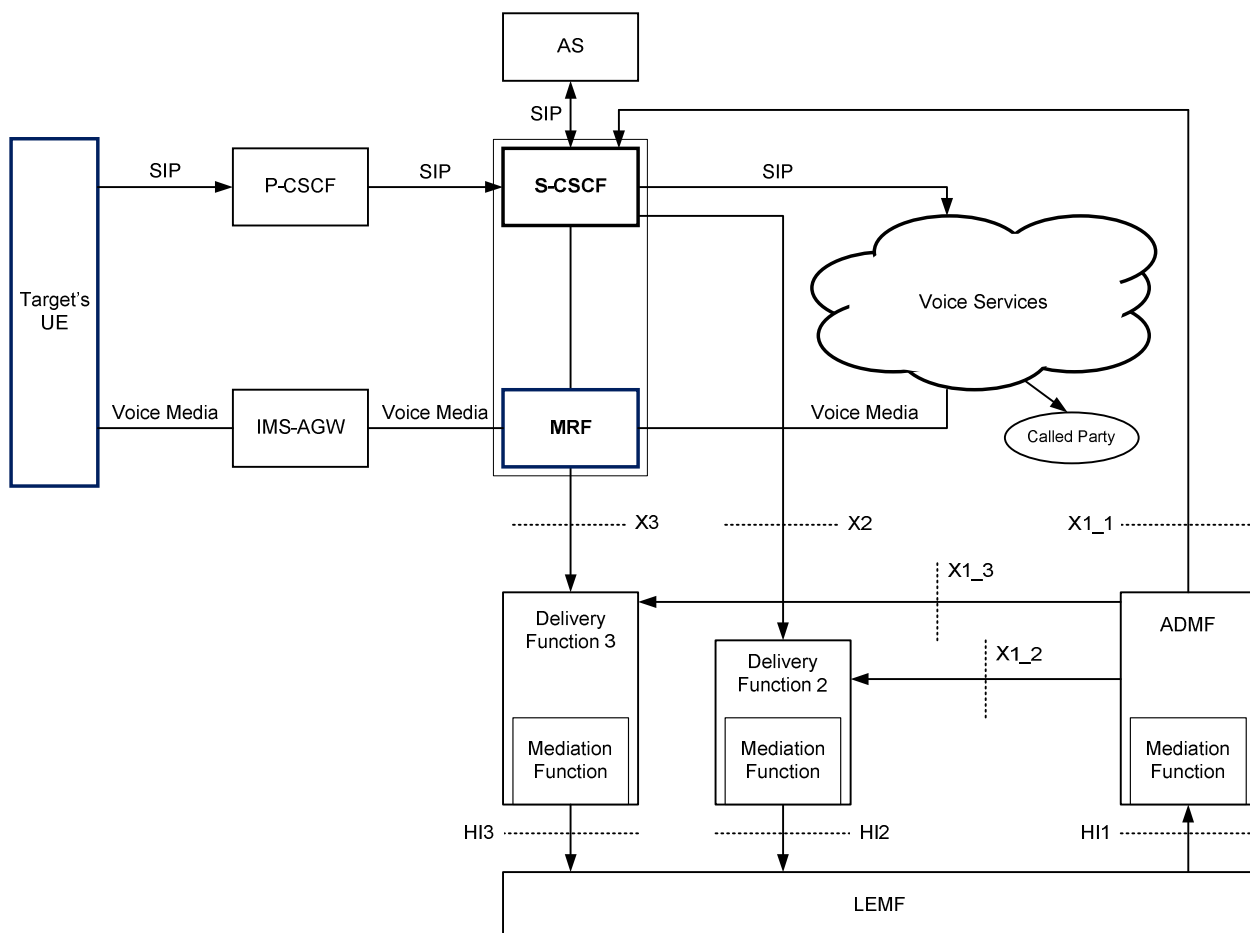 AS
SIP
SIP
SIP
SIP
P-CSCF
S-CSCF
Target's
UE
Voice Services
Voice Media
Voice Media
Voice Media
IMS-AGW
MRF
Called Party
X3
X2
X1_1
X1_3
Delivery
Function 3
ADMF
X1_2
Delivery
Function 2
Mediation
Function
Mediation
Function
Mediation
Function
HI3
HI2
HI1
LEMF